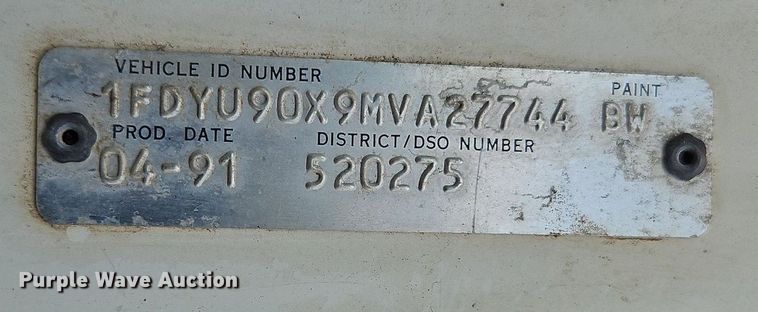 VEHICLE ID NUMBER
PAINT
1FDYU90X9MVA27744 BW
PROD. DATE DISTRICT/DSO NUMBER
04-91 520275
Purple Wave Auction